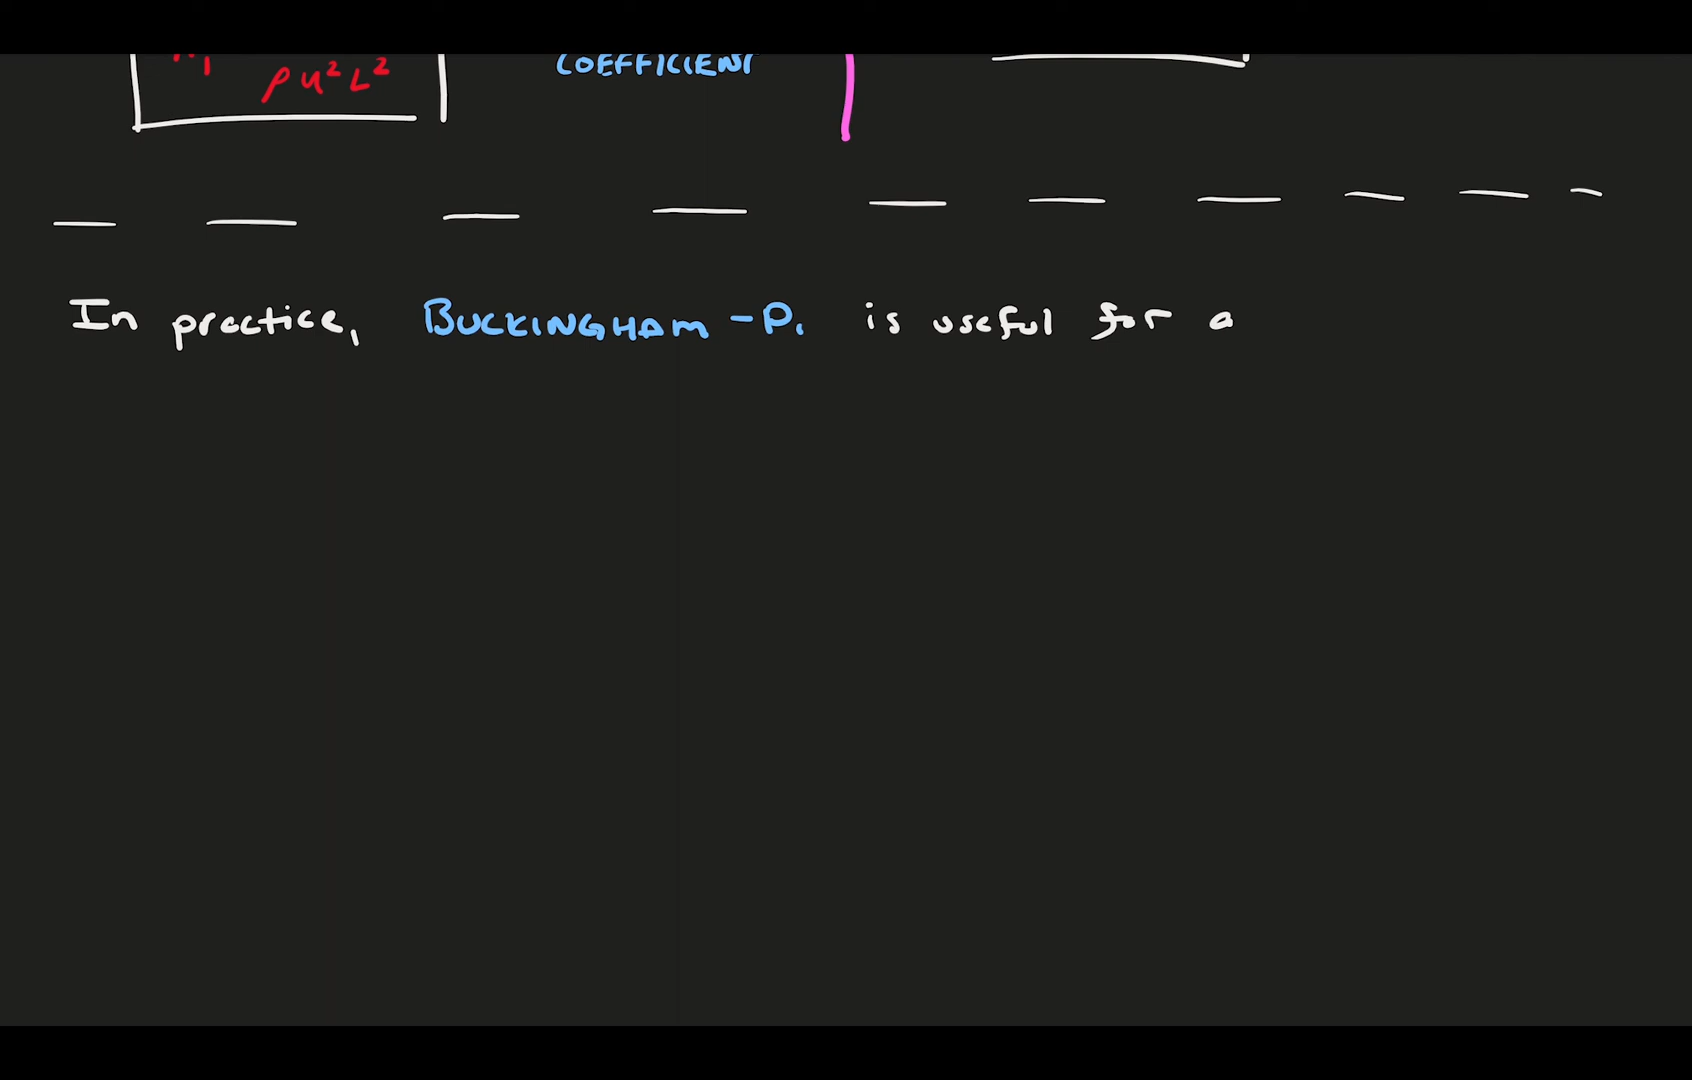 ρu²L²
COEFFICIENT
In practice, BUCKINGHAM-Pi is useful for a